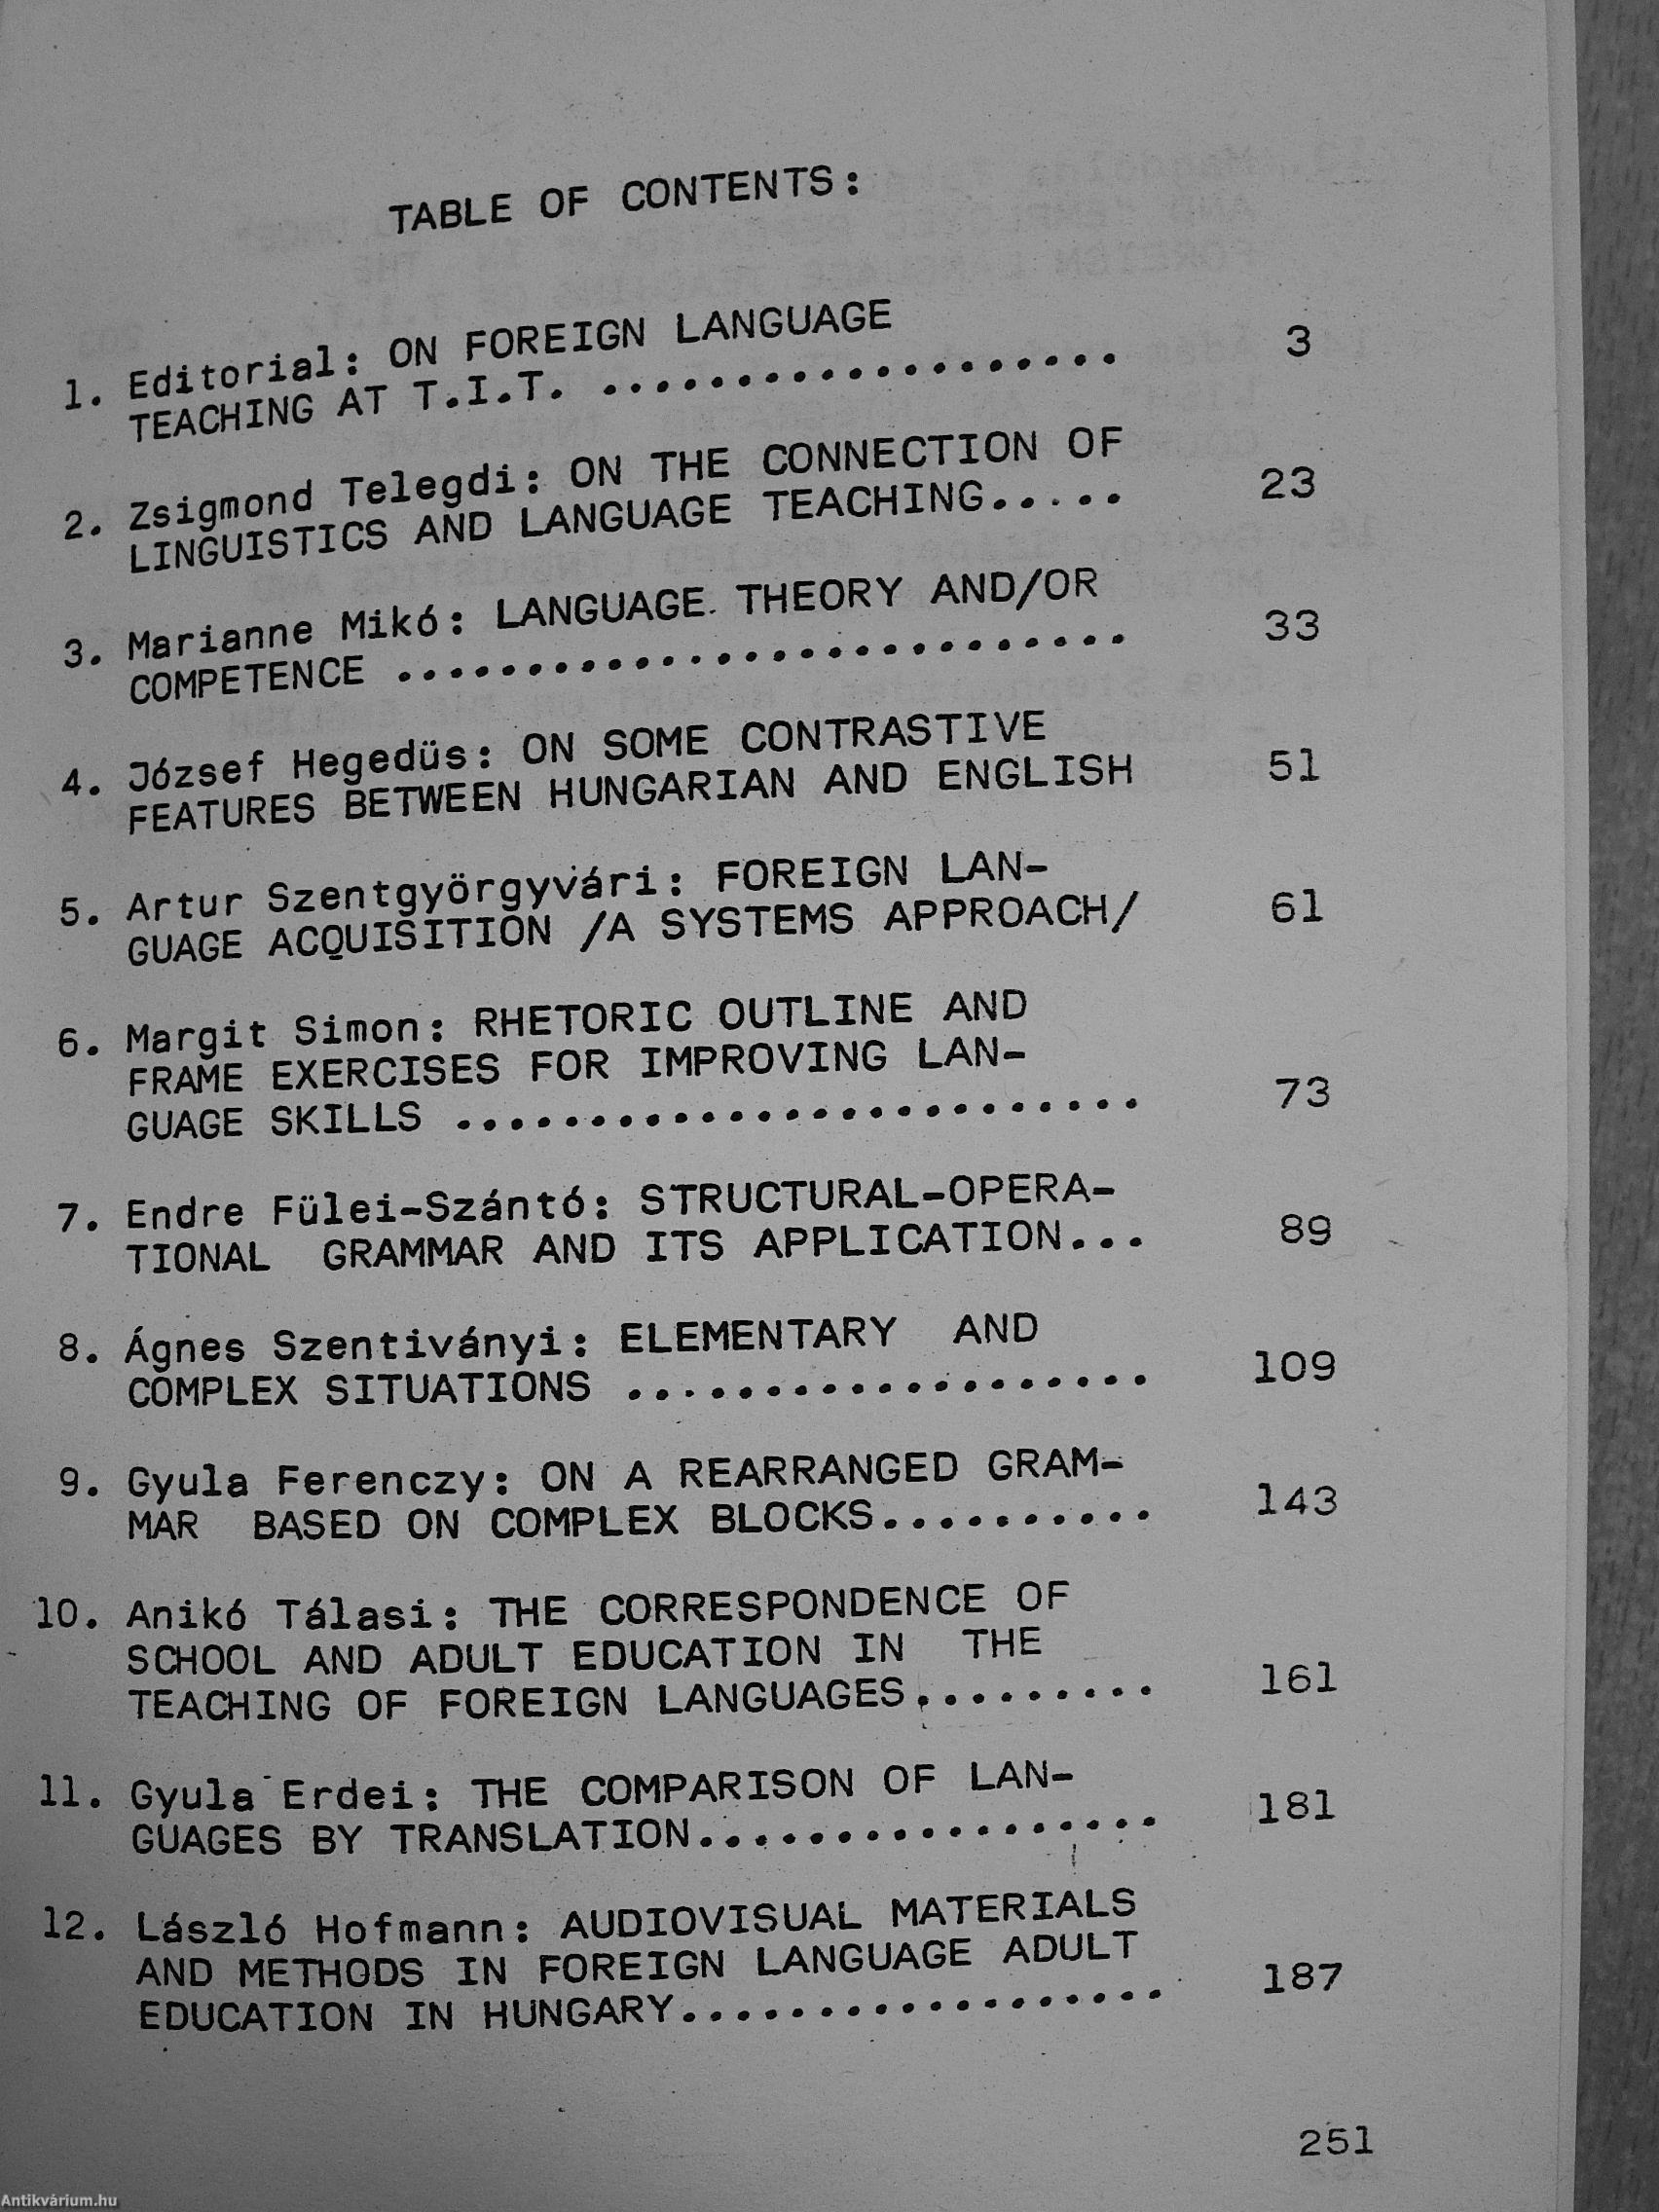 TABLE OF CONTENTS:
1. Editorial: ON FOREIGN LANGUAGE
TEACHING AT T.I.T. ................... 3
2. Zsigmond Telegdi: ON THE CONNECTION OF
LINGUISTICS AND LANGUAGE TEACHING..... 23
3. Marianne Mikó: LANGUAGE THEORY AND/OR
COMPETENCE ........................... 33
4. József Hegedüs: ON SOME CONTRASTIVE
FEATURES BETWEEN HUNGARIAN AND ENGLISH 51
5. Artur Szentgyörgyvári: FOREIGN LAN-
GUAGE ACQUISITION /A SYSTEMS APPROACH/ 61
6. Margit Simon: RHETORIC OUTLINE AND
FRAME EXERCISES FOR IMPROVING LAN-
GUAGE SKILLS ......................... 73
7. Endre Fülei-Szántó: STRUCTURAL-OPERA-
TIONAL GRAMMAR AND ITS APPLICATION... 89
8. Ágnes Szentiványi: ELEMENTARY AND
COMPLEX SITUATIONS ................... 109
9. Gyula Ferenczy: ON A REARRANGED GRAM-
MAR BASED ON COMPLEX BLOCKS.......... 143
10. Anikó Tálasi: THE CORRESPONDENCE OF
SCHOOL AND ADULT EDUCATION IN THE
TEACHING OF FOREIGN LANGUAGES......... 161
11. Gyula Erdei: THE COMPARISON OF LAN-
GUAGES BY TRANSLATION................. 181
12. László Hofmann: AUDIOVISUAL MATERIALS
AND METHODS IN FOREIGN LANGUAGE ADULT
EDUCATION IN HUNGARY.................. 187
251
Antikvárium.hu